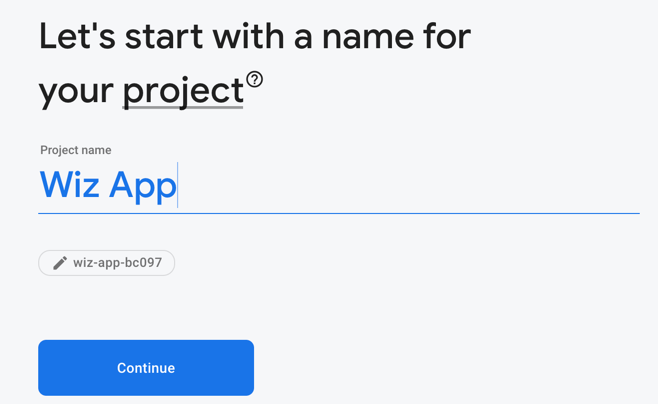 Let's start with a name for
your project
Project name
Wiz App
wiz-app-bc097
Continue